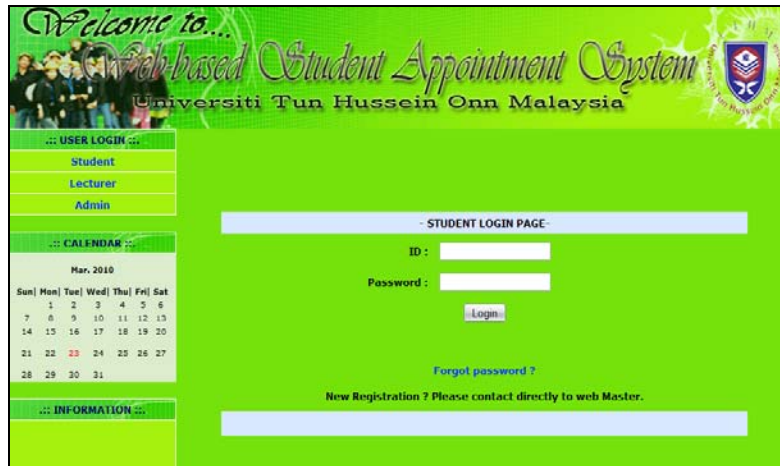 Welcome to....
Web-based Student Appointment System
Universiti Tun Hussein Onn Malaysia
.:: USER LOGIN ::.
Student
Lecturer
Admin
.:: CALENDAR ::.
Mar. 2010
Sun| Mon| Tue| Wed| Thu| Fri| Sat
1 2 3 4 5 6
7 8 9 10 11 12 13
14 15 16 17 18 19 20
21 22 23 24 25 26 27
28 29 30 31
.:: INFORMATION ::.
- STUDENT LOGIN PAGE-
ID :
Password :
Login
Forgot password ?
New Registration ? Please contact directly to web Master.